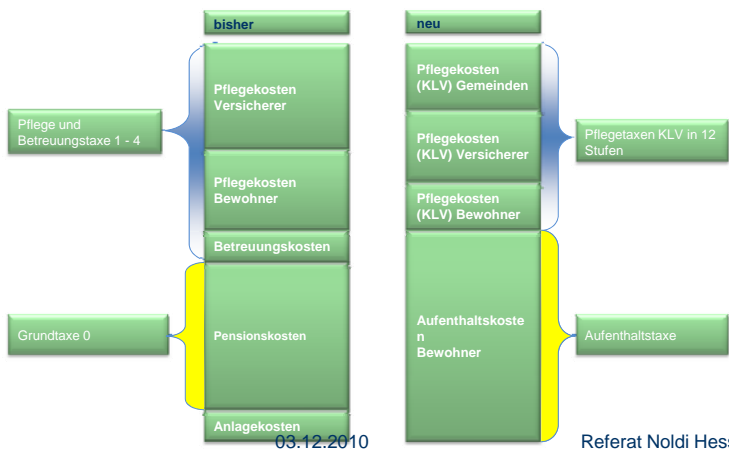 bisher
neu
Pflege und
Betreuungstaxe 1 - 4
Grundtaxe 0
Pflegekosten
Versicherer
Pflegekosten
Bewohner
Betreuungskosten
Pensionskosten
Anlagekosten
Pflegekosten
(KLV) Gemeinden
Pflegekosten
(KLV) Versicherer
Pflegekosten
(KLV) Bewohner
Aufenthaltskoste
n
Bewohner
Pflegetaxen KLV in 12
Stufen
Aufenthaltstaxe
03.12.2010
Referat Noldi Hess